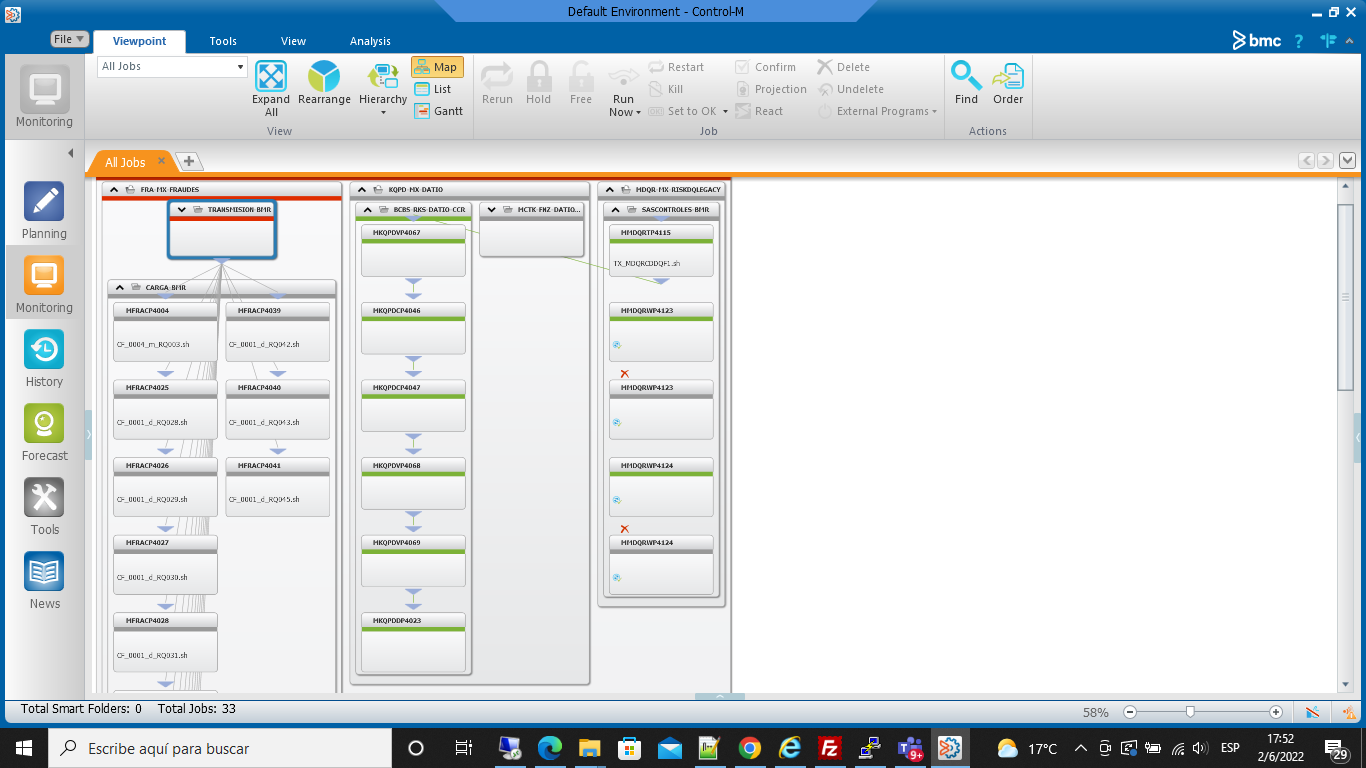 Default Environment - Control-M
File
Viewpoint
Tools
View
Analysis
bmc
All Jobs
Expand All
Rearrange
Hierarchy
Map
List
Gantt
View
Rerun
Hold
Free
Run Now
Restart
Kill
Set to OK
Confirm
Projection
React
Delete
Undelete
External Programs
Job
Find
Order
Actions
Monitoring
Planning
Monitoring
History
Forecast
Tools
News
All Jobs
FRA-MX-FRAUDES
TRANSMISION-BMR
CARGA_BMR
MFRACP4004
CF_0004_m_RQ003.sh
MFRACP4039
CF_0001_d_RQ042.sh
MFRACP4025
CF_0001_d_RQ028.sh
MFRACP4040
CF_0001_d_RQ043.sh
MFRACP4026
CF_0001_d_RQ029.sh
MFRACP4041
CF_0001_d_RQ045.sh
MFRACP4027
CF_0001_d_RQ030.sh
MFRACP4028
CF_0001_d_RQ031.sh
KQPD-MX-DATIO
BCBS-RKS-DATIO-CCR
MCTK-FNZ-DATIO...
MKQPDVP4067
MKQPDCP4046
MKQPDCP4047
MKQPDVP4068
MKQPDVP4069
MKQPDDP4023
MDQR-MX-RISKDQLEGACY
SASCONTROLES-BMR
MMDQRTP4115
TX_MDQRCDDQF1.sh
MMDQRWP4123
MMDQRWP4123
MMDQRWP4124
MMDQRWP4124
Total Smart Folders: 0 Total Jobs: 33
58%
Escribe aquí para buscar
9+
17°C
ESP
17:52
2/6/2022
29